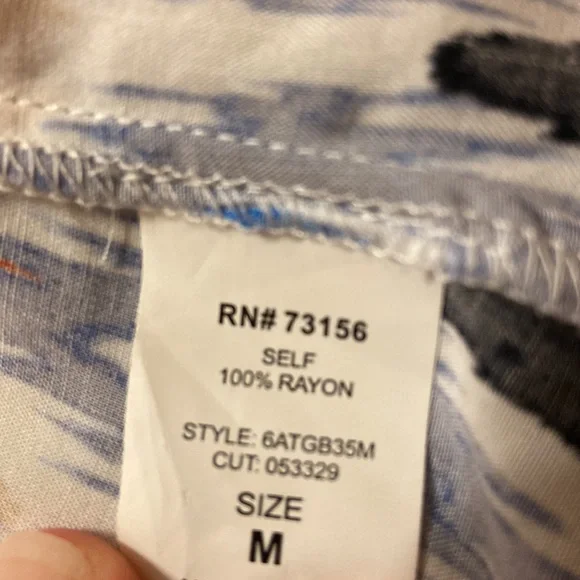 RN# 73156
SELF
100% RAYON
STYLE: 6ATGB35M
CUT: 053329
SIZE
M